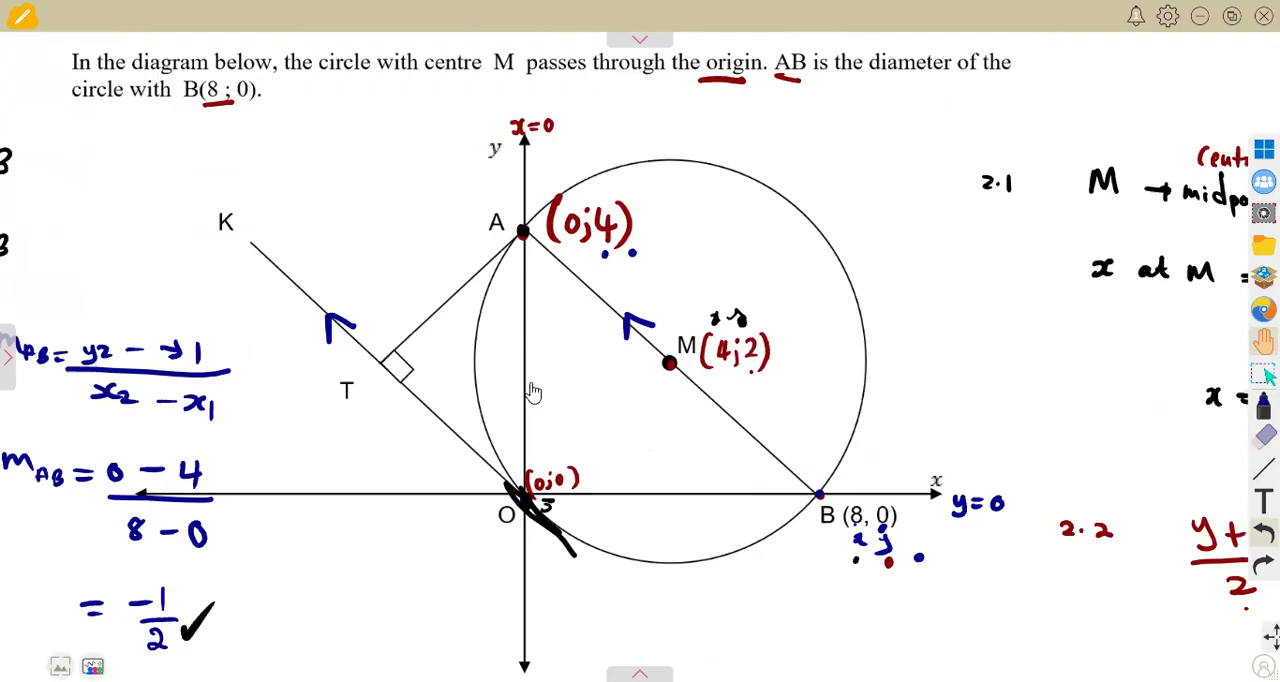 In the diagram below, the circle with centre M passes through the origin. AB is the diameter of the
circle with B(8 ; 0).
x=0
y
K
A
(0;4)
2.1
M → midpo
x at M =
M (4;2)
AB = y2 - y1
x2 - x1
T
x =
mAB = 0 - 4
8 - 0
(0;0)
x
y=0
O
B (8, 0)
x y
2.2
y+
2
= -1
2 ✓
T